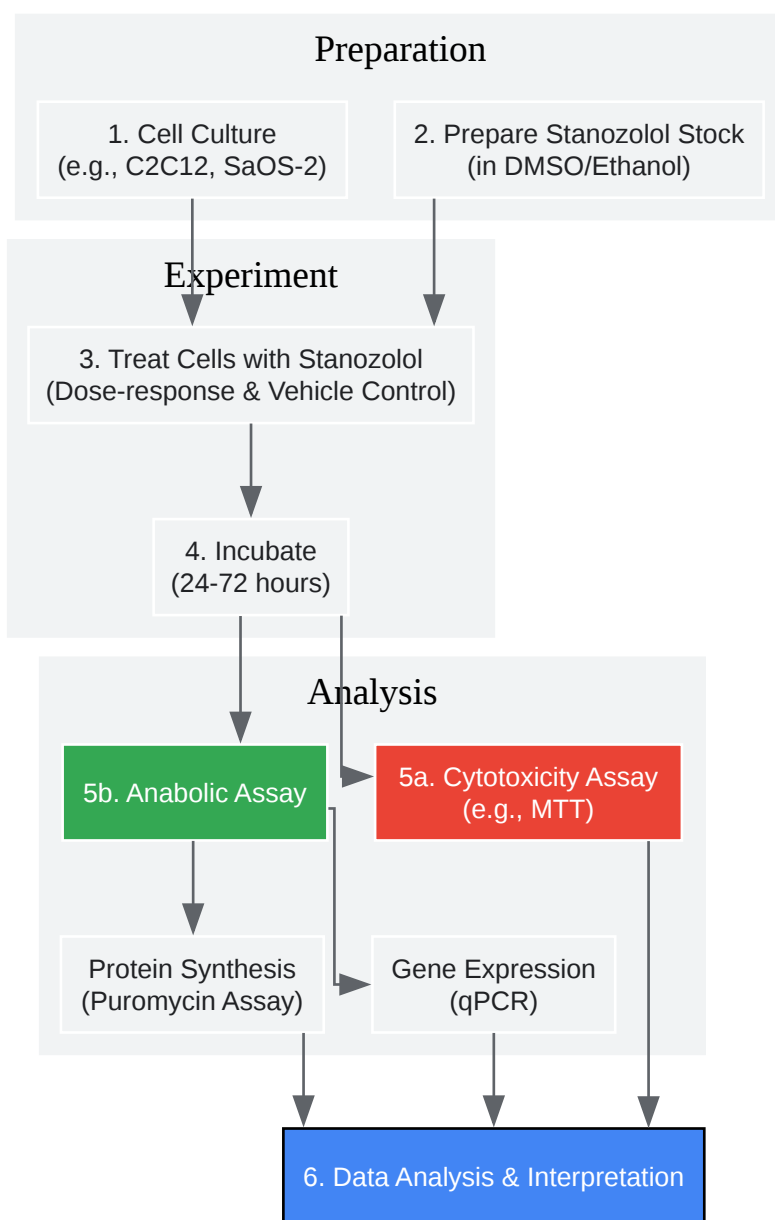 Preparation
1. Cell Culture
(e.g., C2C12, SaOS-2)
2. Prepare Stanozolol Stock
(in DMSO/Ethanol)
Experiment
3. Treat Cells with Stanozolol
(Dose-response & Vehicle Control)
4. Incubate
(24-72 hours)
Analysis
5b. Anabolic Assay
5a. Cytotoxicity Assay
(e.g., MTT)
Protein Synthesis
(Puromycin Assay)
Gene Expression
(qPCR)
6. Data Analysis & Interpretation